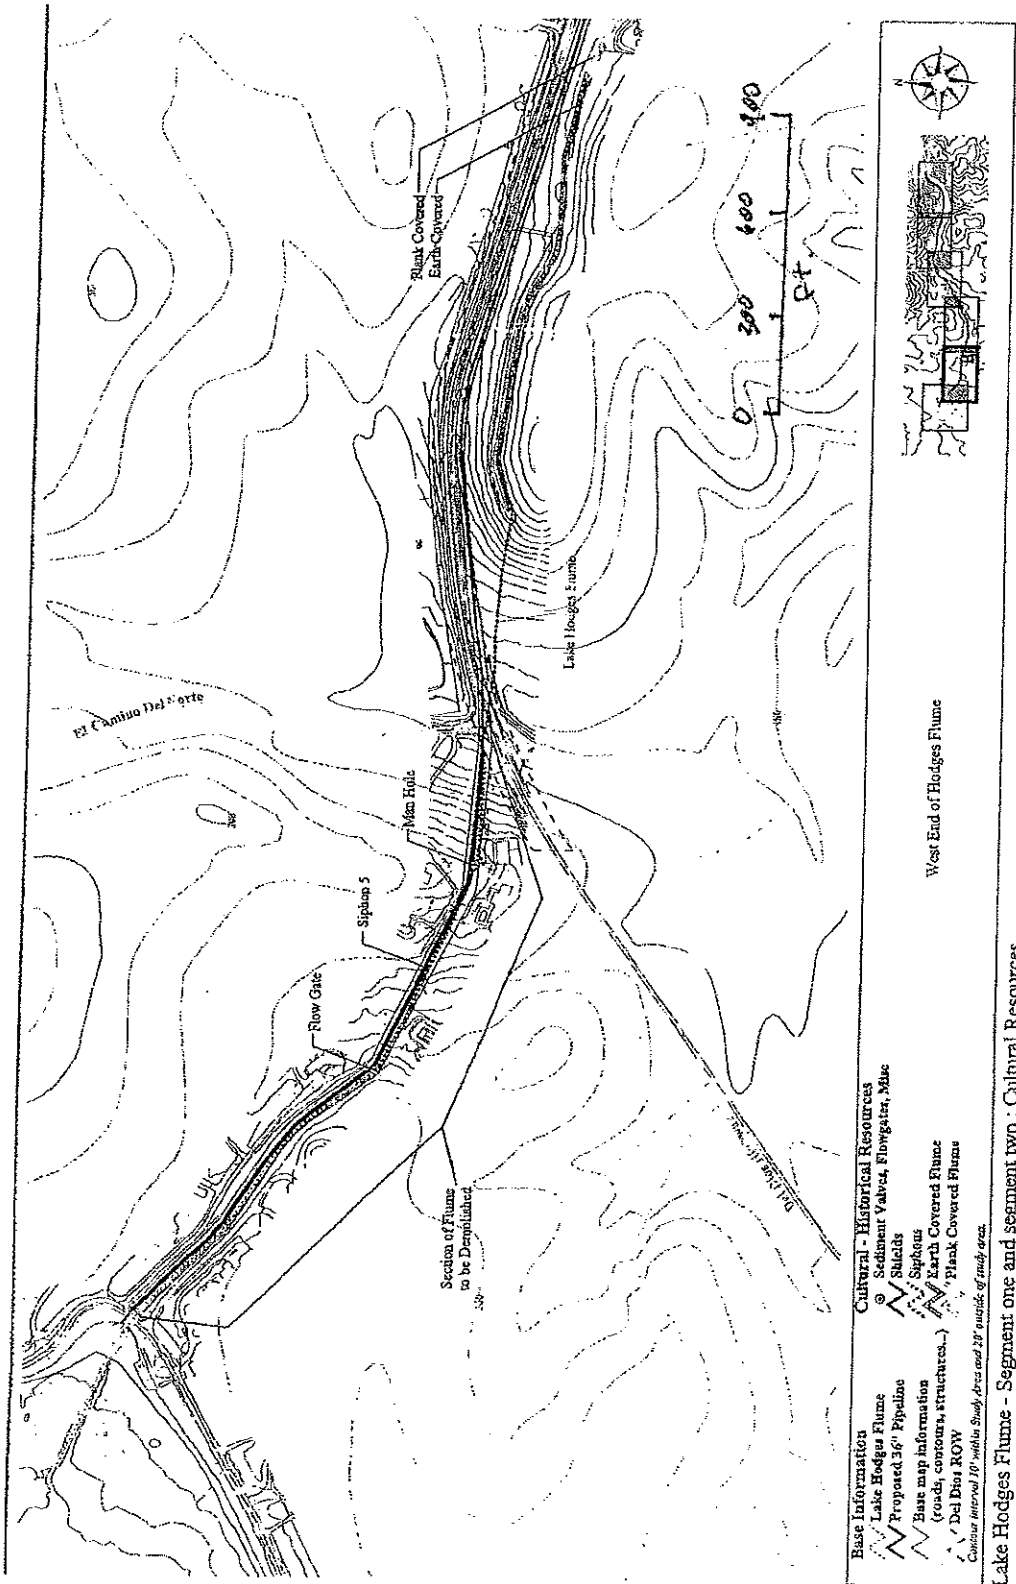 Plank Covered
Earth Covered
El Camino Del Norte
Man Hole
Siphon 5
Flow Gate
Lake Hodges Flume
Section of Flume
to be Demolished
0 300 600 900
ft.
N
West End of Hodges Flume
Base Information
Lake Hodges Flume
Proposed 36" Pipeline
Base map information
(roads, contours, structures...)
Del Dios ROW
Contour interval 10' within Study Area and 20' outside of study area
Cultural - Historical Resources
Sediment Valves, Flowgates, Misc
Shields
Siphons
Earth Covered Flume
Plank Covered Flume
Lake Hodges Flume - Segment one and segment two : Cultural Resources